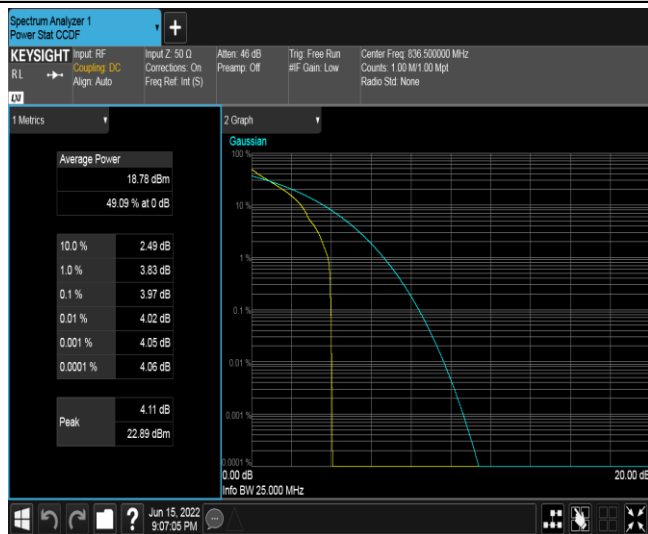 Spectrum Analyzer 1
Power Stat CCDF
+
KEYSIGHT
RL
LXI
Input: RF
Coupling: DC
Align: Auto
Input Z: 50 Ω
Corrections: On
Freq Ref: Int (S)
Atten: 46 dB
Preamp: Off
Trig: Free Run
#IF Gain: Low
Center Freq: 836.500000 MHz
Counts: 1.00 M/1.00 Mpt
Radio Std: None
1 Metrics
Average Power
18.78 dBm
49.09 % at 0 dB
10.0 % 2.49 dB
1.0 % 3.83 dB
0.1 % 3.97 dB
0.01 % 4.02 dB
0.001 % 4.05 dB
0.0001 % 4.06 dB
Peak
4.11 dB
22.89 dBm
2 Graph
Gaussian
100 %
10 %
1 %
0.1 %
0.01 %
0.001 %
0.0001 %
0.00 dB
20.00 dB
Info BW 25.000 MHz
?
Jun 15, 2022
9:07:05 PM